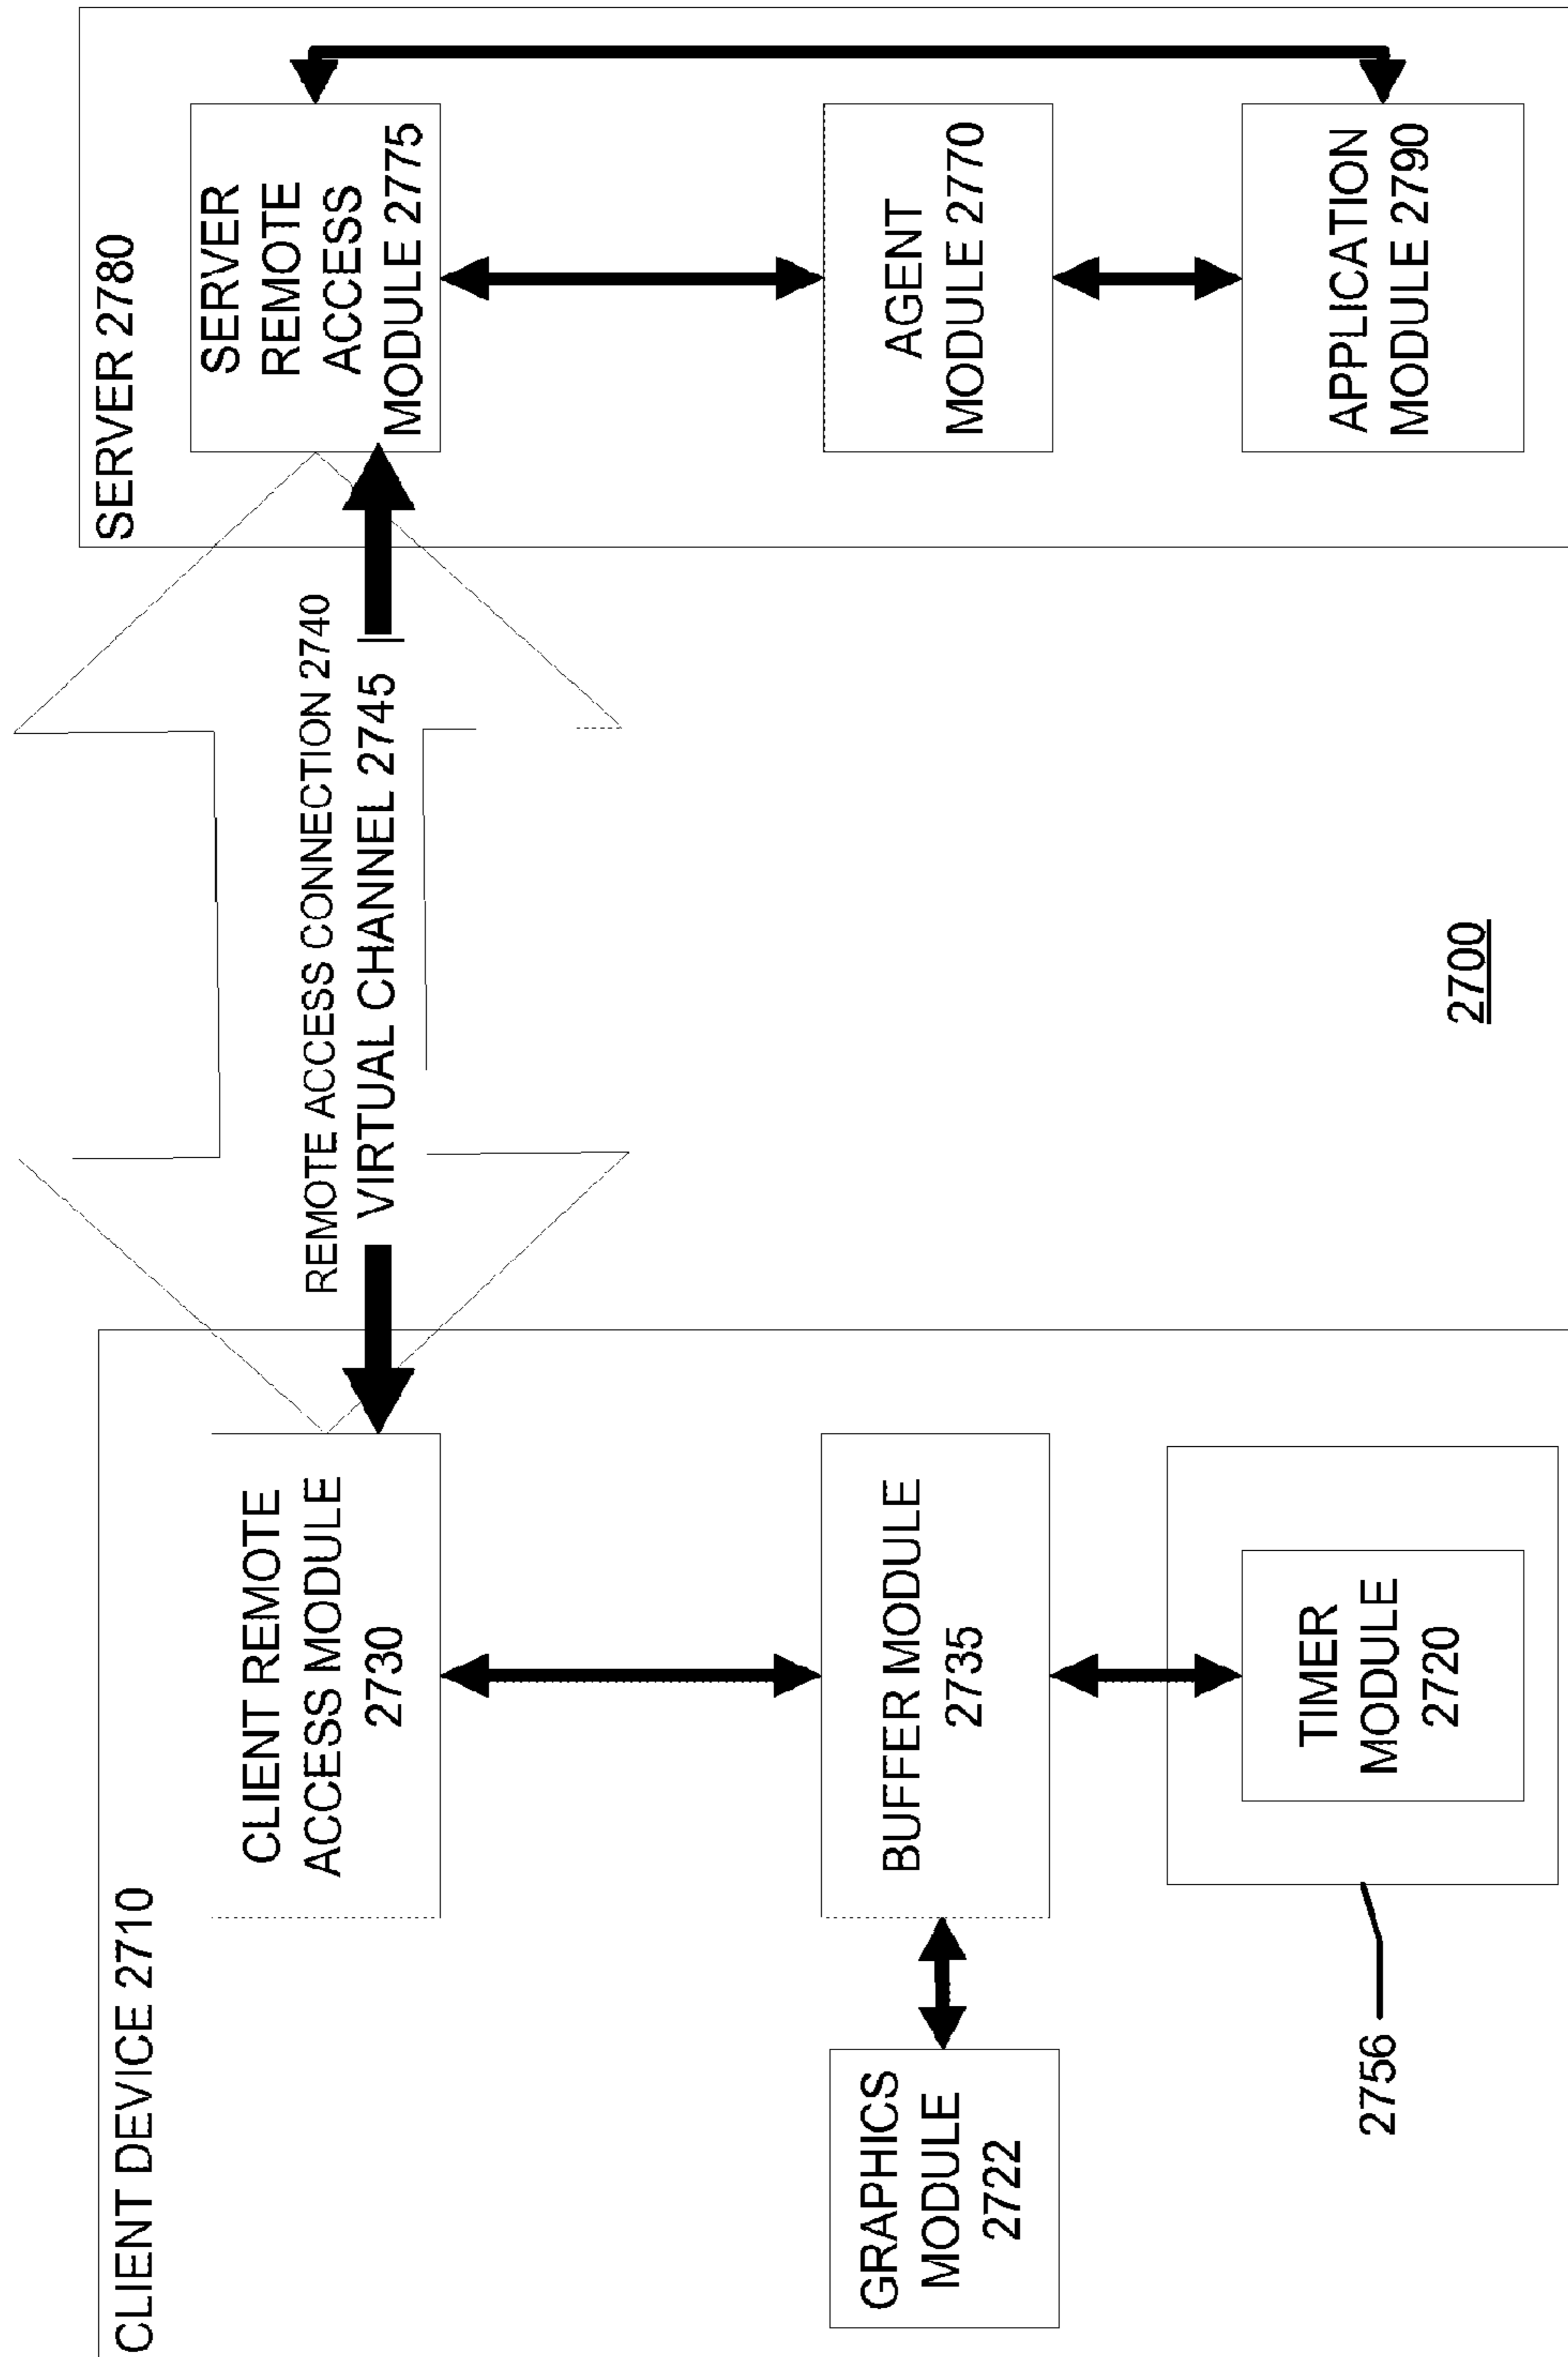 CLIENT DEVICE 2710
CLIENT REMOTE
ACCESS MODULE
2730
REMOTE ACCESS CONNECTION 2740
VIRTUAL CHANNEL 2745
SERVER 2780
SERVER
REMOTE
ACCESS
MODULE 2775
GRAPHICS
MODULE
2722
BUFFER MODULE
2735
AGENT
MODULE 2770
2756
TIMER
MODULE
2720
APPLICATION
MODULE 2790
2700